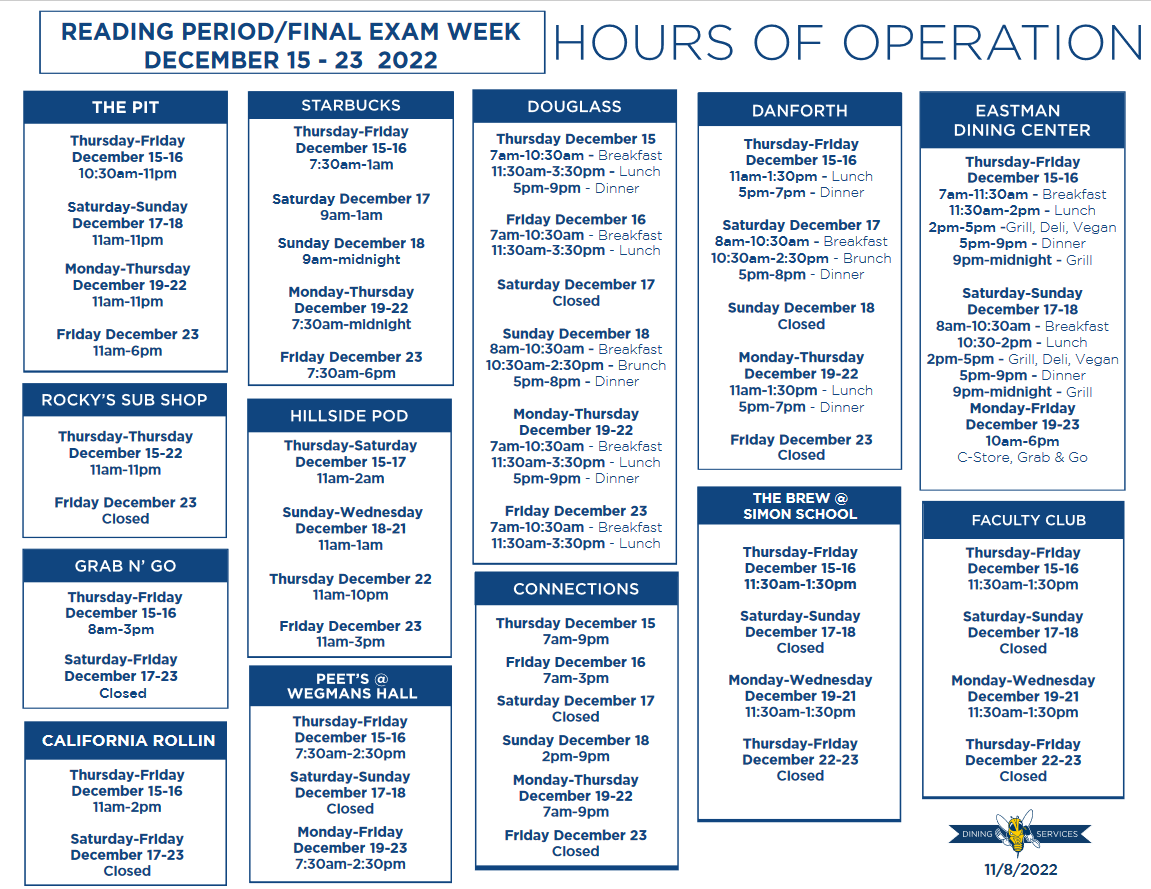 READING PERIOD/FINAL EXAM WEEK
DECEMBER 15 - 23 2022
HOURS OF OPERATION
THE PIT
Thursday-Friday
December 15-16
10:30am-11pm
Saturday-Sunday
December 17-18
11am-11pm
Monday-Thursday
December 19-22
11am-11pm
Friday December 23
11am-6pm
ROCKY'S SUB SHOP
Thursday-Thursday
December 15-22
11am-11pm
Friday December 23
Closed
GRAB N' GO
Thursday-Friday
December 15-16
8am-3pm
Saturday-Friday
December 17-23
Closed
CALIFORNIA ROLLIN
Thursday-Friday
December 15-16
11am-2pm
Saturday-Friday
December 17-23
Closed
STARBUCKS
Thursday-Friday
December 15-16
7:30am-1am
Saturday December 17
9am-1am
Sunday December 18
9am-midnight
Monday-Thursday
December 19-22
7:30am-midnight
Friday December 23
7:30am-6pm
HILLSIDE POD
Thursday-Saturday
December 15-17
11am-2am
Sunday-Wednesday
December 18-21
11am-1am
Thursday December 22
11am-10pm
Friday December 23
11am-3pm
PEET'S @
WEGMANS HALL
Thursday-Friday
December 15-16
7:30am-2:30pm
Saturday-Sunday
December 17-18
Closed
Monday-Friday
December 19-23
7:30am-2:30pm
DOUGLASS
Thursday December 15
7am-10:30am - Breakfast
11:30am-3:30pm - Lunch
5pm-9pm - Dinner
Friday December 16
7am-10:30am - Breakfast
11:30am-3:30pm - Lunch
Saturday December 17
Closed
Sunday December 18
8am-10:30am - Breakfast
10:30am-2:30pm - Brunch
5pm-8pm - Dinner
Monday-Thursday
December 19-22
7am-10:30am - Breakfast
11:30am-3:30pm - Lunch
5pm-9pm - Dinner
Friday December 23
7am-10:30am - Breakfast
11:30am-3:30pm - Lunch
CONNECTIONS
Thursday December 15
7am-9pm
Friday December 16
7am-3pm
Saturday December 17
Closed
Sunday December 18
2pm-9pm
Monday-Thursday
December 19-22
7am-9pm
Friday December 23
Closed
DANFORTH
Thursday-Friday
December 15-16
11am-1:30pm - Lunch
5pm-7pm - Dinner
Saturday December 17
8am-10:30am - Breakfast
10:30am-2:30pm - Brunch
5pm-8pm - Dinner
Sunday December 18
Closed
Monday-Thursday
December 19-22
11am-1:30pm - Lunch
5pm-7pm - Dinner
Friday December 23
Closed
THE BREW @
SIMON SCHOOL
Thursday-Friday
December 15-16
11:30am-1:30pm
Saturday-Sunday
December 17-18
Closed
Monday-Wednesday
December 19-21
11:30am-1:30pm
Thursday-Friday
December 22-23
Closed
EASTMAN
DINING CENTER
Thursday-Friday
December 15-16
7am-11:30am - Breakfast
11:30am-2pm - Lunch
2pm-5pm -Grill, Deli, Vegan
5pm-9pm - Dinner
9pm-midnight - Grill
Saturday-Sunday
December 17-18
8am-10:30am - Breakfast
10:30-2pm - Lunch
2pm-5pm - Grill, Deli, Vegan
5pm-9pm - Dinner
9pm-midnight - Grill
Monday-Friday
December 19-23
10am-6pm
C-Store, Grab & Go
FACULTY CLUB
Thursday-Friday
December 15-16
11:30am-1:30pm
Saturday-Sunday
December 17-18
Closed
Monday-Wednesday
December 19-21
11:30am-1:30pm
Thursday-Friday
December 22-23
Closed
DINING SERVICES
11/8/2022